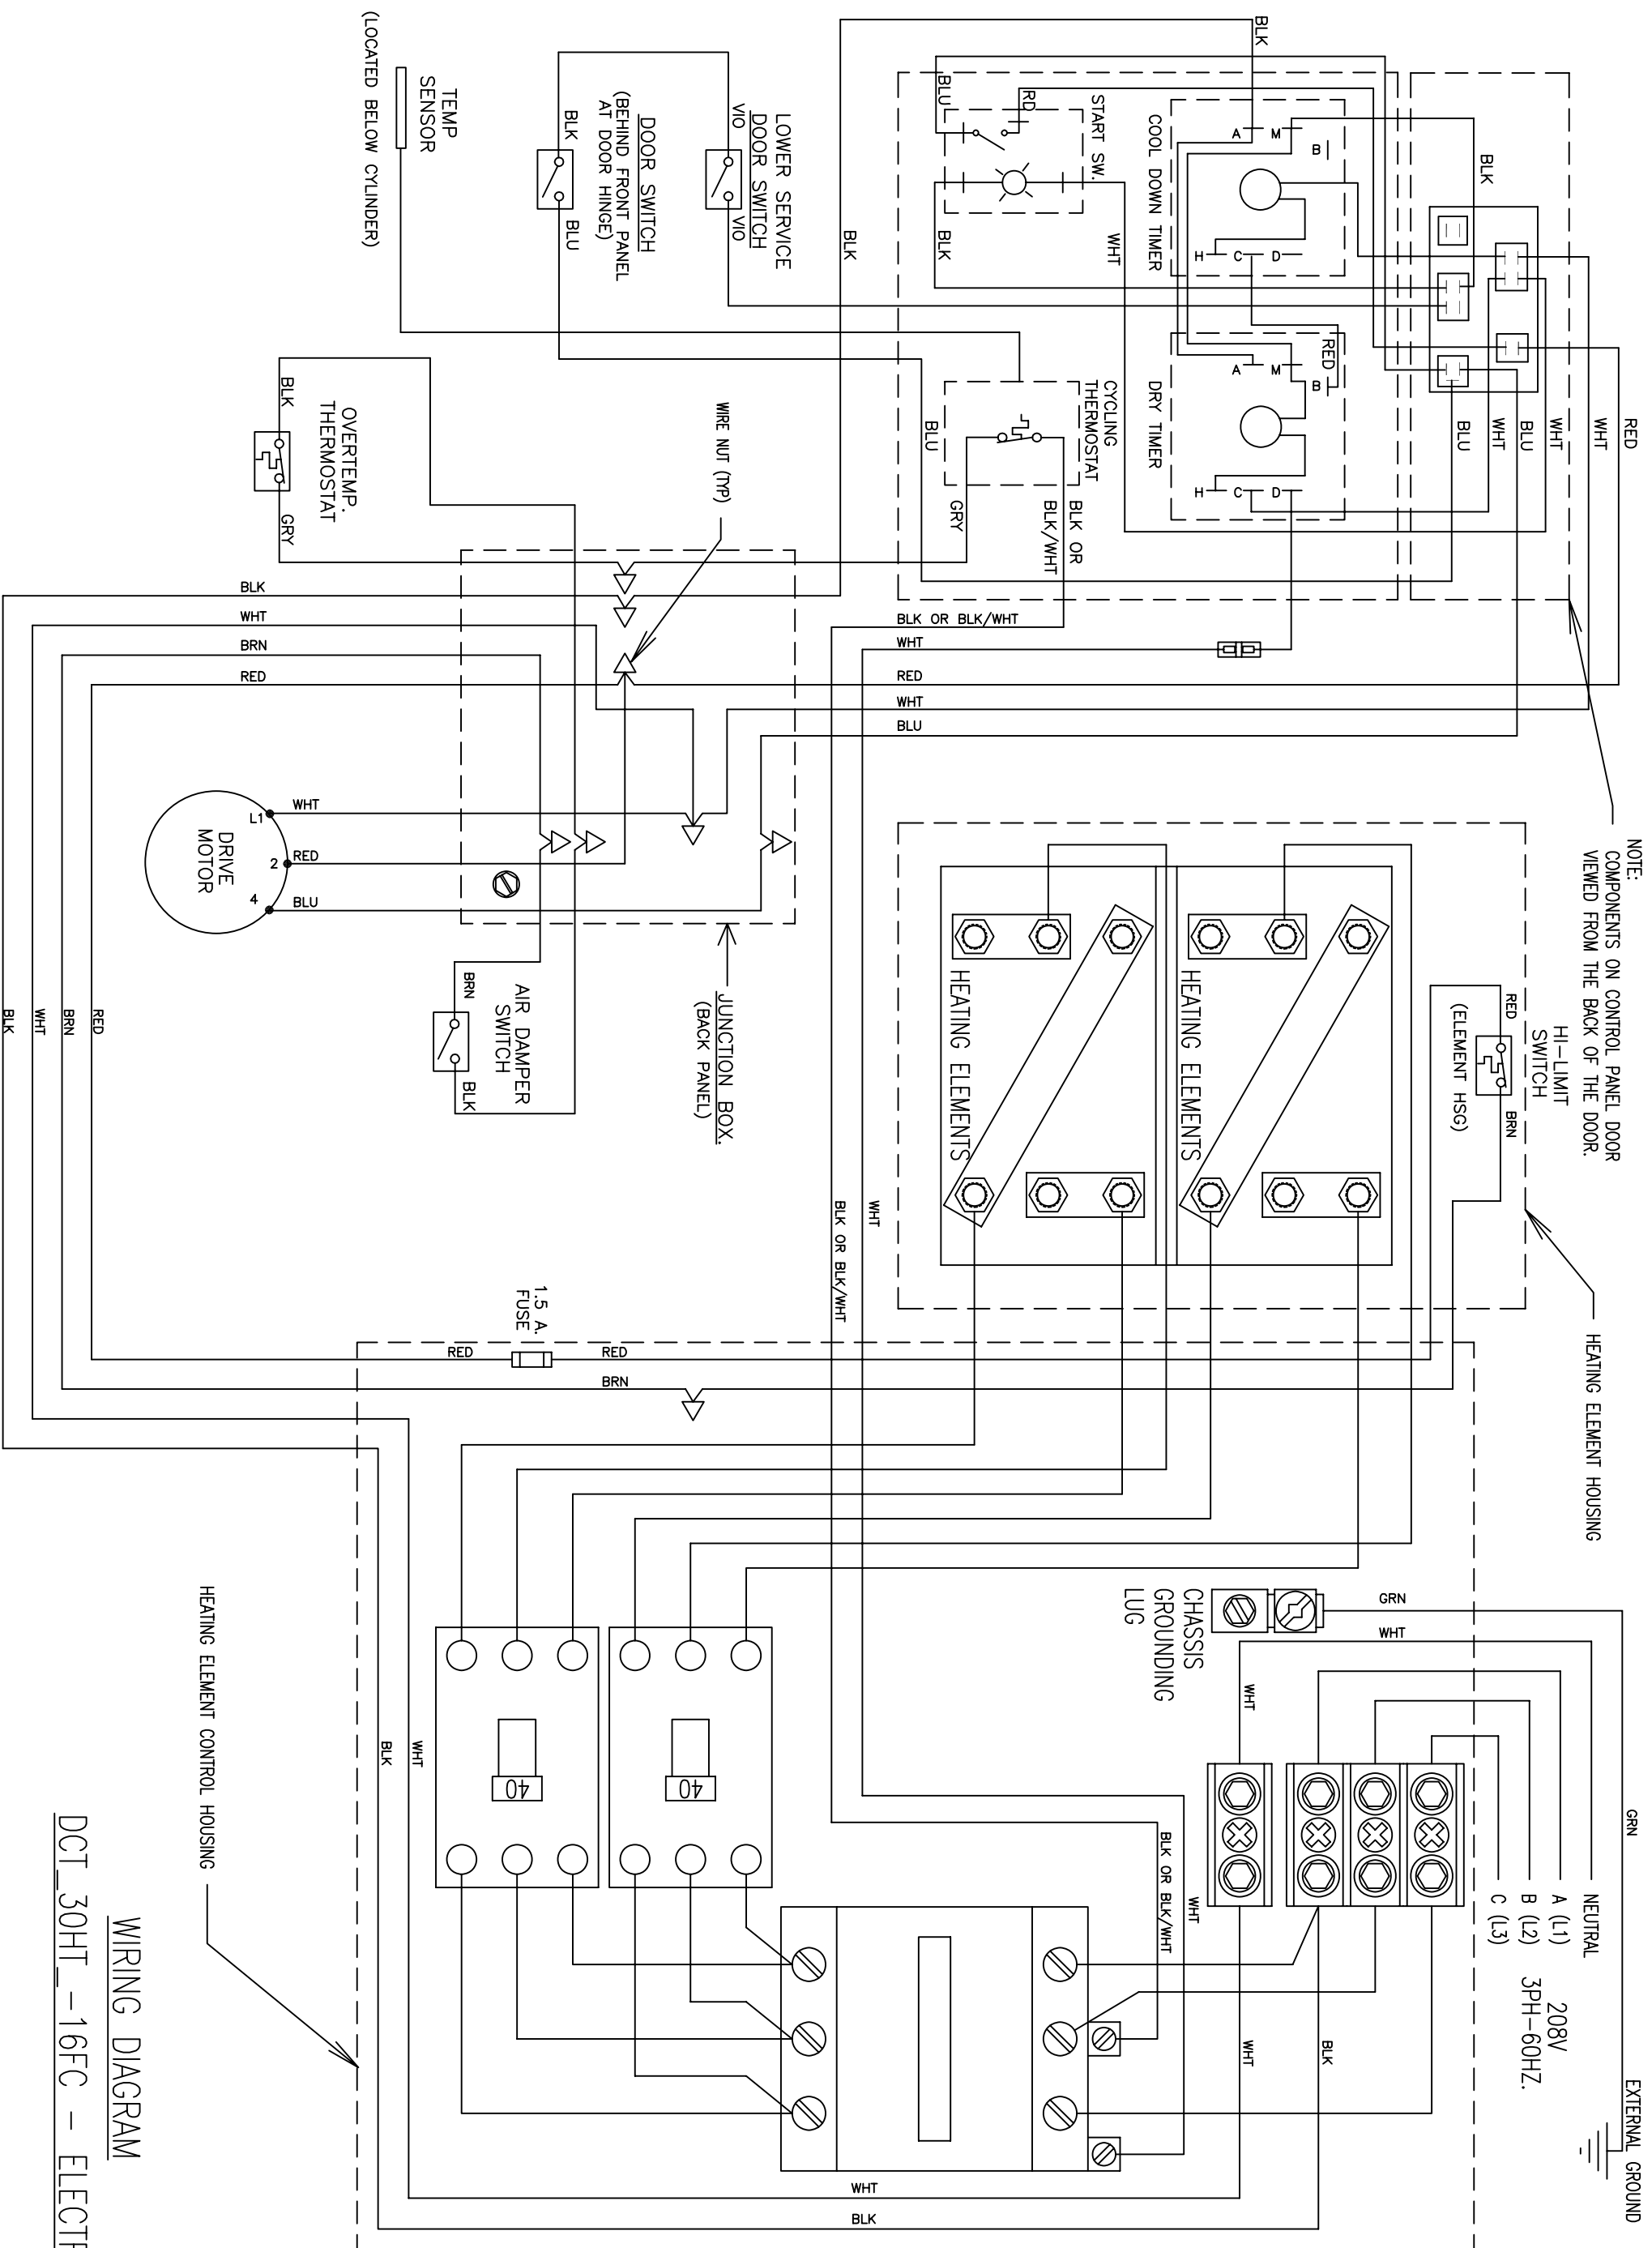 NOTE:
COMPONENTS ON CONTROL PANEL DOOR
VIEWED FROM THE BACK OF THE DOOR.
HEATING ELEMENT HOUSING
GRN
EXTERNAL GROUND
RED
WHT
WHT
BLU
WHT
BLU
BLK
HI-LIMIT
SWITCH
(ELEMENT HSG)
RED
BRN
NEUTRAL
A (L1)
B (L2)
C (L3)
208V
3PH-60HZ.
GRN
WHT
BLK
A
M
B
H
C
D
COOL DOWN TIMER
RED
A
M
B
H
C
D
DRY TIMER
START SW.
RD
BLU
WHT
BLK
CYCLING
THERMOSTAT
BLU
GRY
BLK OR
BLK/WHT
HEATING ELEMENTS
HEATING ELEMENTS
CHASSIS
GROUNDING
LUG
WHT
WHT
BLK
WHT
BLK OR BLK/WHT
BLK OR BLK/WHT
WHT
RED
WHT
BLU
BLK
WHT
BLK OR BLK/WHT
LOWER SERVICE
DOOR SWITCH
VIO
VIO
DOOR SWITCH
(BEHIND FRONT PANEL
AT DOOR HINGE)
BLK
BLU
TEMP
SENSOR
(LOCATED BELOW CYLINDER)
WIRE NUT (TYP)
JUNCTION BOX.
(BACK PANEL)
OVERTEMP.
THERMOSTAT
BLK
GRY
BLK
WHT
BRN
RED
AIR DAMPER
SWITCH
BRN
BLK
DRIVE
MOTOR
L1
2
4
WHT
RED
BLU
1.5 A.
FUSE
RED
RED
BRN
40
40
WHT
BLK
WHT
BLK
RED
BRN
WHT
BLK
HEATING ELEMENT CONTROL HOUSING
WIRING DIAGRAM
DCT_30HT_-16FC - ELECT